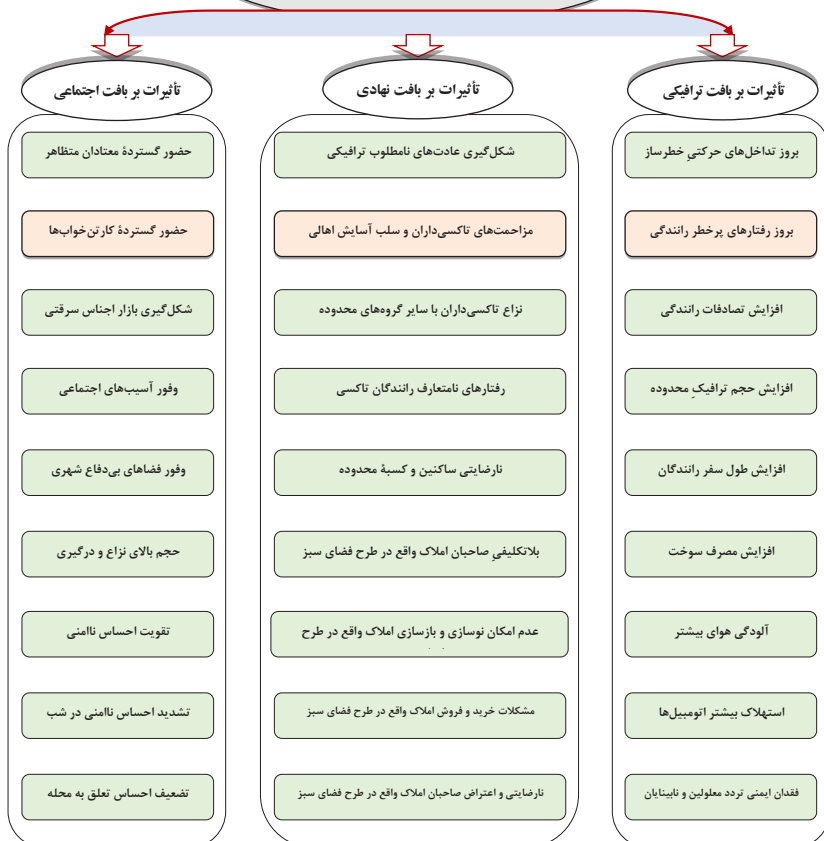 تأثیرات بر بافت ترافیکی
بروز تداخل‌های حرکتیِ خطرساز
بروز رفتارهای پرخطر رانندگی
افزایش تصادفات رانندگی
افزایش حجم ترافیکِ محدوده
افزایش طول سفر رانندگان
افزایش مصرف سوخت
آلودگی هوای بیشتر
استهلاک بیشتر اتومبیل‌ها
فقدان ایمنی تردد معلولین و نابینایان
تأثیرات بر بافت نهادی
شکل‌گیری عادت‌های نامطلوب ترافیکی
مزاحمت‌های تاکسی‌داران و سلب آسایش اهالی
نزاع تاکسی‌داران با سایر گروه‌های محدوده
رفتارهای نامتعارف رانندگان تاکسی
نارضایتی ساکنین و کسبۀ محدوده
بلاتکلیفیِ صاحبان املاک واقع در طرح فضای سبز
عدم امکان نوسازی و بازسازی املاک واقع در طرح
مشکلات خرید و فروش املاک واقع در طرح فضای سبز
نارضایتی و اعتراض صاحبان املاک واقع در طرح فضای سبز
تأثیرات بر بافت اجتماعی
حضور گستردۀ معتادان متظاهر
حضور گستردۀ کارتن‌خواب‌ها
شکل‌گیری بازار اجناس سرقتی
وفور آسیب‌های اجتماعی
وفور فضاهای بی‌دفاع شهری
حجم بالای نزاع و درگیری
تقویت احساس ناامنی
تشدید احساس ناامنی در شب
تضعیف احساس تعلق به محله